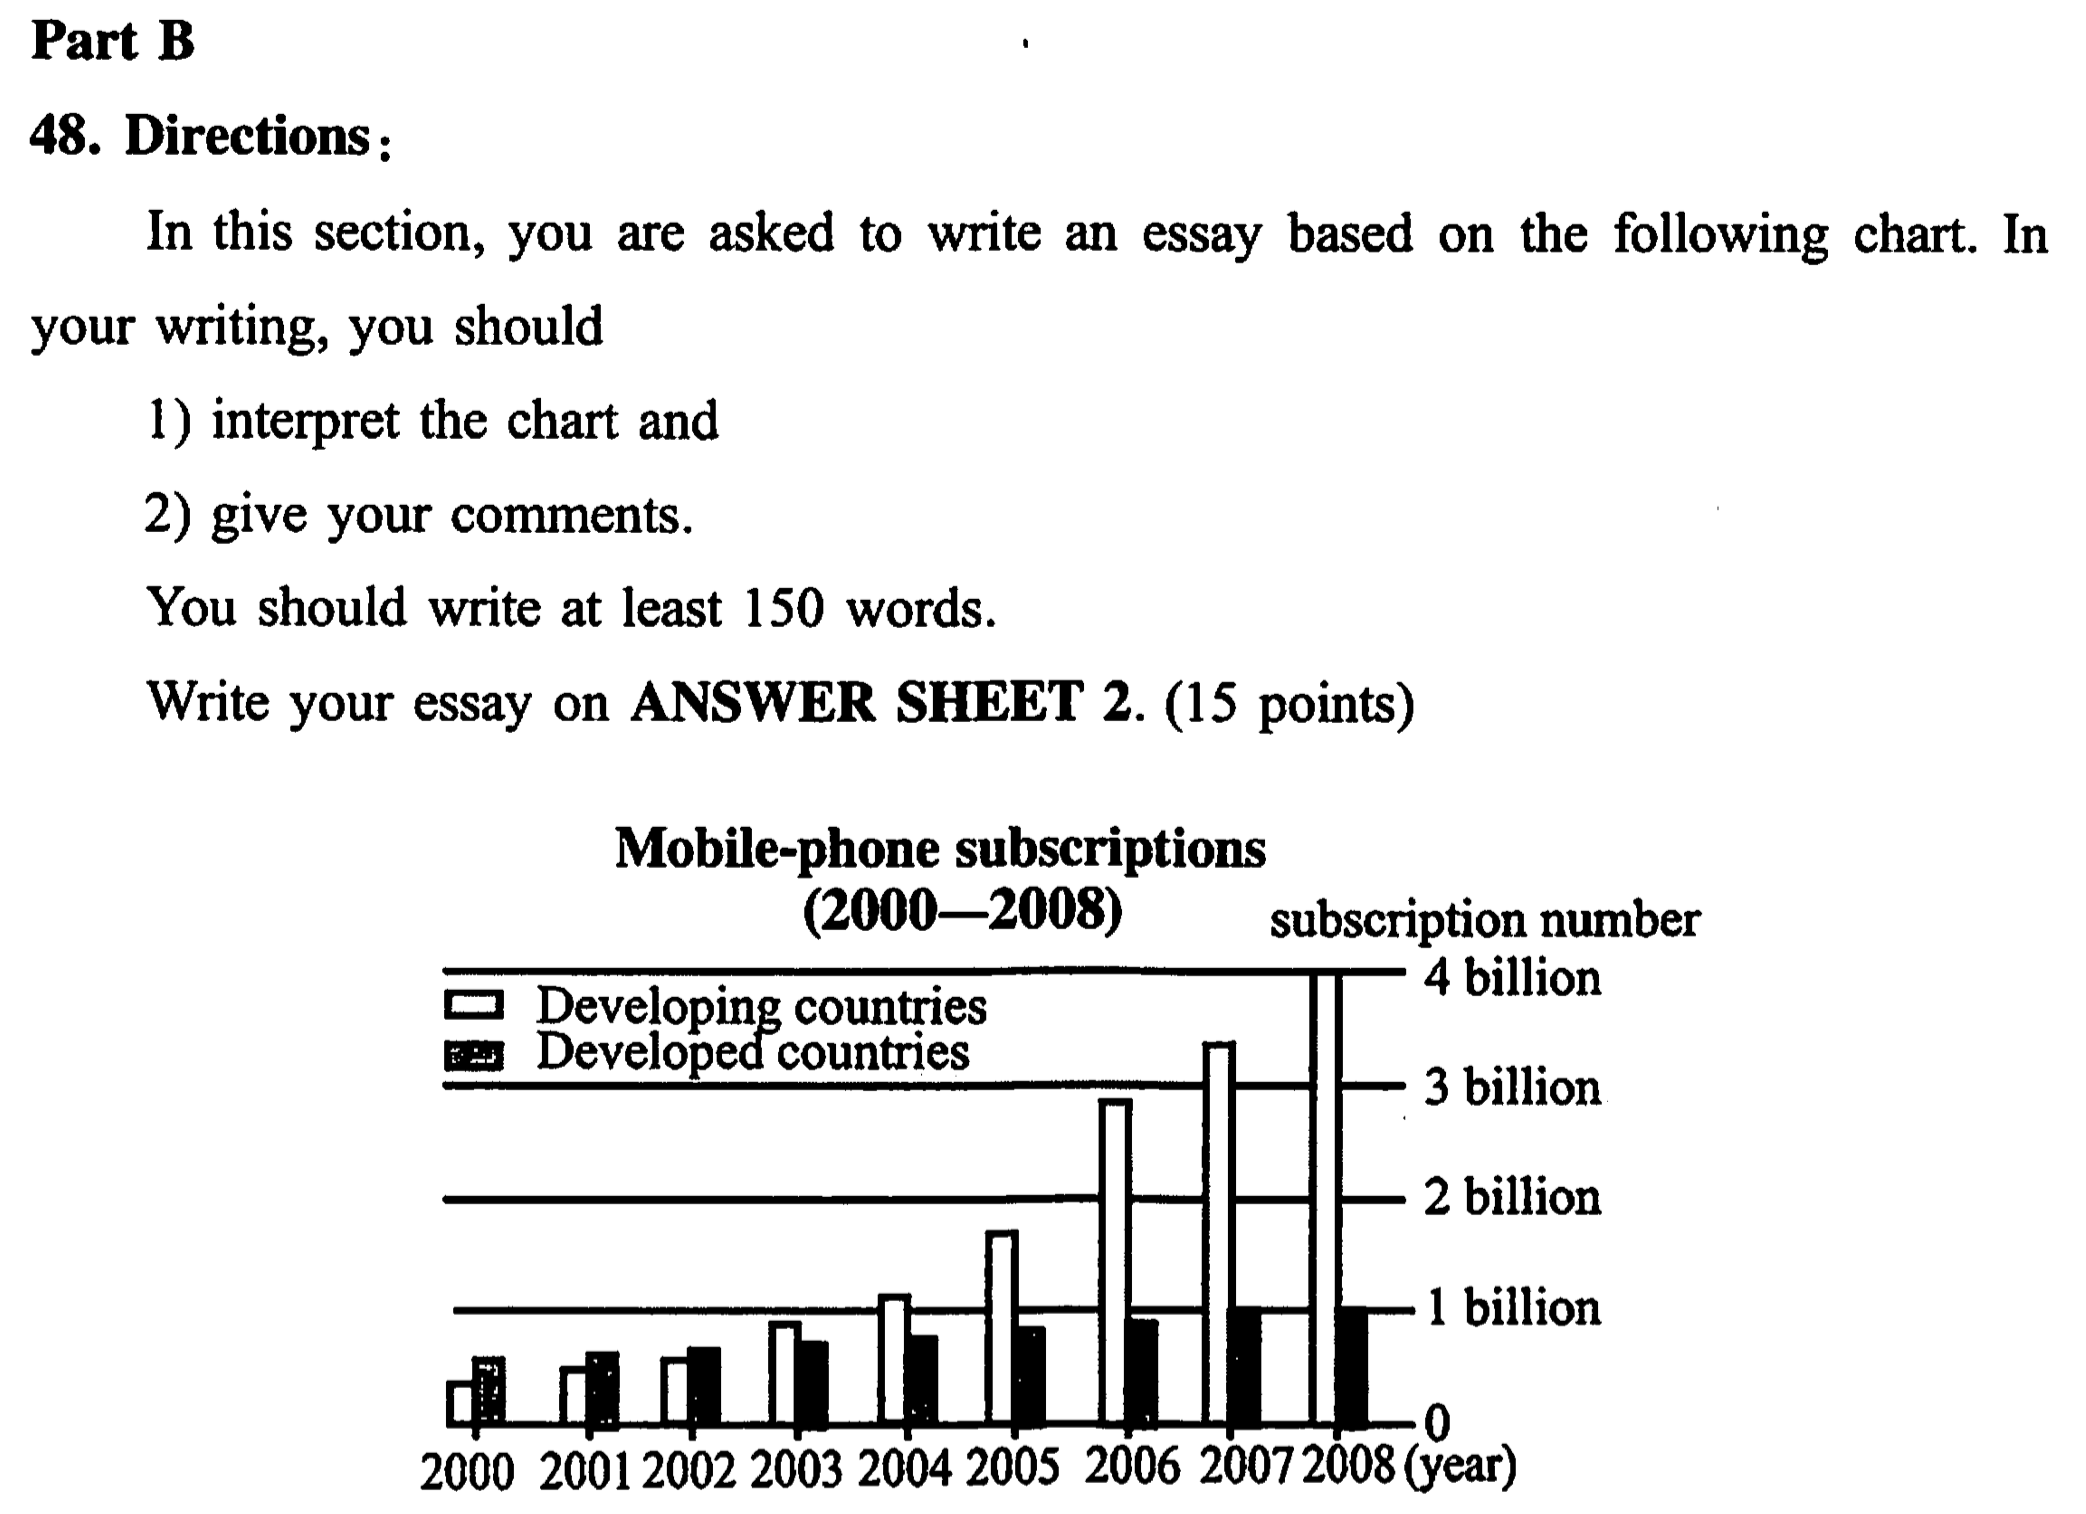 Part B
48. Directions:
In this section, you are asked to write an essay based on the following chart. In
your writing, you should
1) interpret the chart and
2) give your comments.
You should write at least 150 words.
Write your essay on ANSWER SHEET 2. (15 points)
Mobile-phone subscriptions
(2000—2008)
subscription number
4 billion
Developing countries
Developed countries
3 billion
2 billion
1 billion
0
2000 2001 2002 2003 2004 2005 2006 2007 2008 (year)